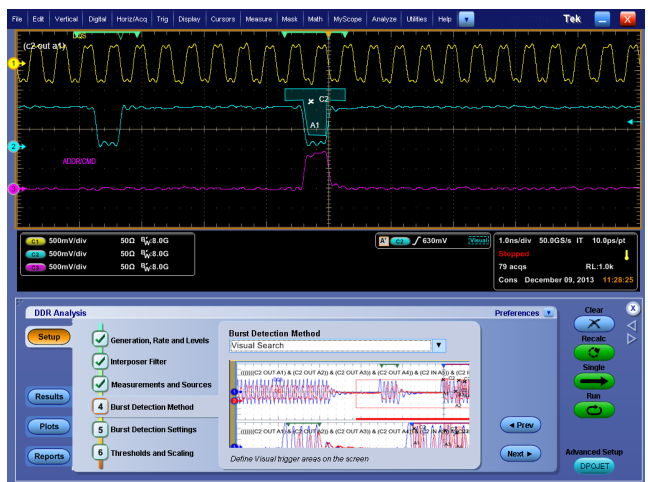 File Edit Vertical Digital Horiz/Acq Trig Display Cursors Measure Mask Math MyScope Analyze Utilities Help Tek X
DQS
(c2 out a1)
1
C2
A1
2
ADDR/CMD
3
C1 500mV/div 50Ω BW:8.0G
C2 500mV/div 50Ω BW:8.0G
C3 500mV/div 50Ω BW:8.0G
A' C2 630mV Visual
1.0ns/div 50.0GS/s IT 10.0ps/pt
Stopped
79 acqs RL:1.0k
Cons December 09, 2013 11:28:25
DDR Analysis
Preferences
Clear
X
Setup
Generation, Rate and Levels
Interposer Filter
Measurements and Sources
4 Burst Detection Method
5 Burst Detection Settings
6 Thresholds and Scaling
Results
Plots
Reports
Burst Detection Method
Visual Search
Define Visual trigger areas on the screen
Prev
Next
Recalc
Single
Run
Advanced Setup
DPOJET